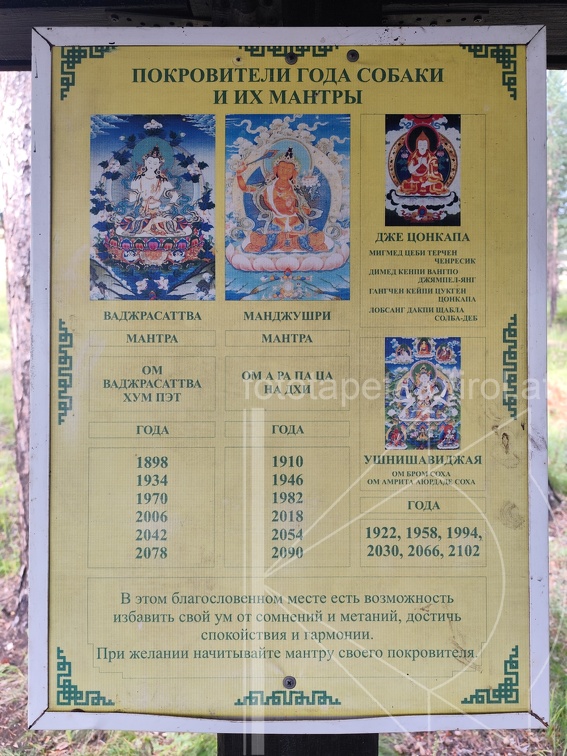 ПОКРОВИТЕЛИ ГОДА СОБАКИ
И ИХ МАНТРЫ
ВАДЖРАСАТТВА
МАНТРА
ОМ
ВАДЖРАСАТТВА
ХУМ ПЭТ
ГОДА
1898
1934
1970
2006
2042
2078
МАНДЖУШРИ
МАНТРА
ОМ А РА ПА ЦА
НА ДХИ
ГОДА
1910
1946
1982
2018
2054
2090
ДЖЕ ЦОНКАПА
МИГМЕД ЦЕБИ ТЕРЧЕН
ЧЕНРЕСИК
ДИМЕД КЕЙПИ ВАНГПО
ДЖЯМПЕЛ-ЯНГ
ГАНГЧЕН КЕЙПИ ЦУКГЕН
ЦОНКАПА
ЛОБСАНГ ДАКПИ ЩАБЛА
СОЛБА-ДЕБ
УШНИШАВИДЖАЯ
ОМ БРОМ СОХА
ОМ АМРИТА АЮРДАДЕ СОХА
ГОДА
1922, 1958, 1994,
2030, 2066, 2102
В этом благословенном месте есть возможность
избавить свой ум от сомнений и метаний, достичь
спокойствия и гармонии.
При желании начитывайте мантру своего покровителя.